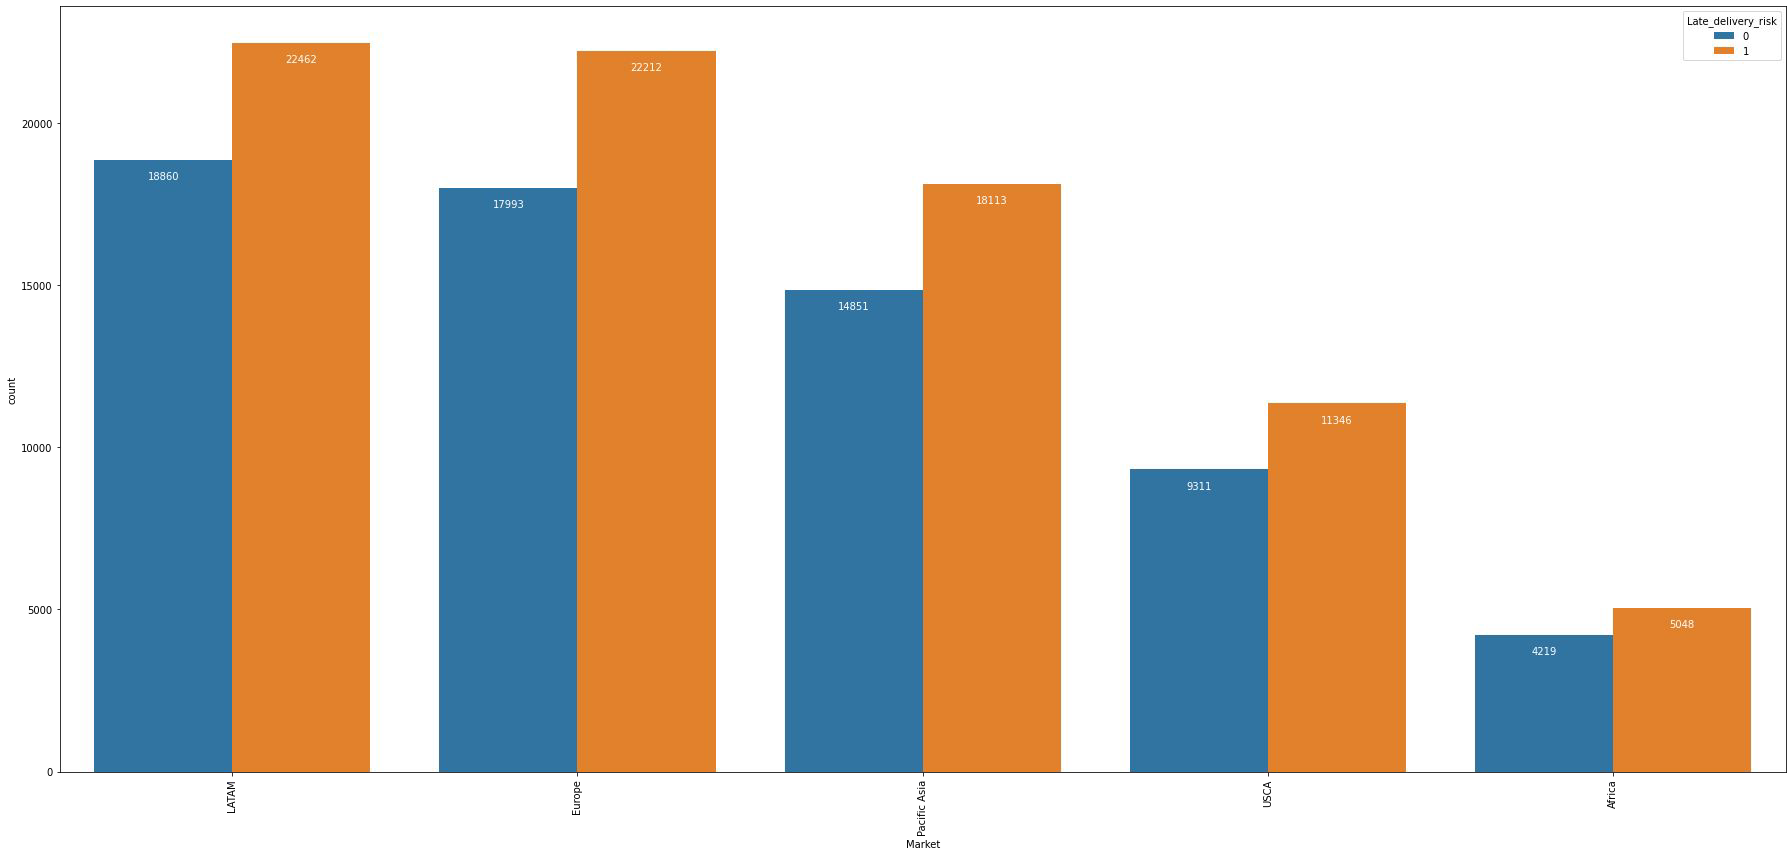 Late_delivery_risk
0
1
22462
22212
20000
18860
17993
18113
15000
14851
11346
10000
9311
count
5000
5048
4219
0
LATAM
Europe
Pacific Asia
USCA
Africa
Market